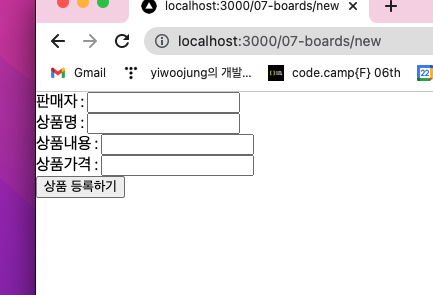 localhost:3000/07-boards/new
localhost:3000/07-boards/new
Gmail yiwoojung의 개발... code.camp{F} 06th 22
판매자 :
상품명 :
상품내용 :
상품가격 :
상품 등록하기